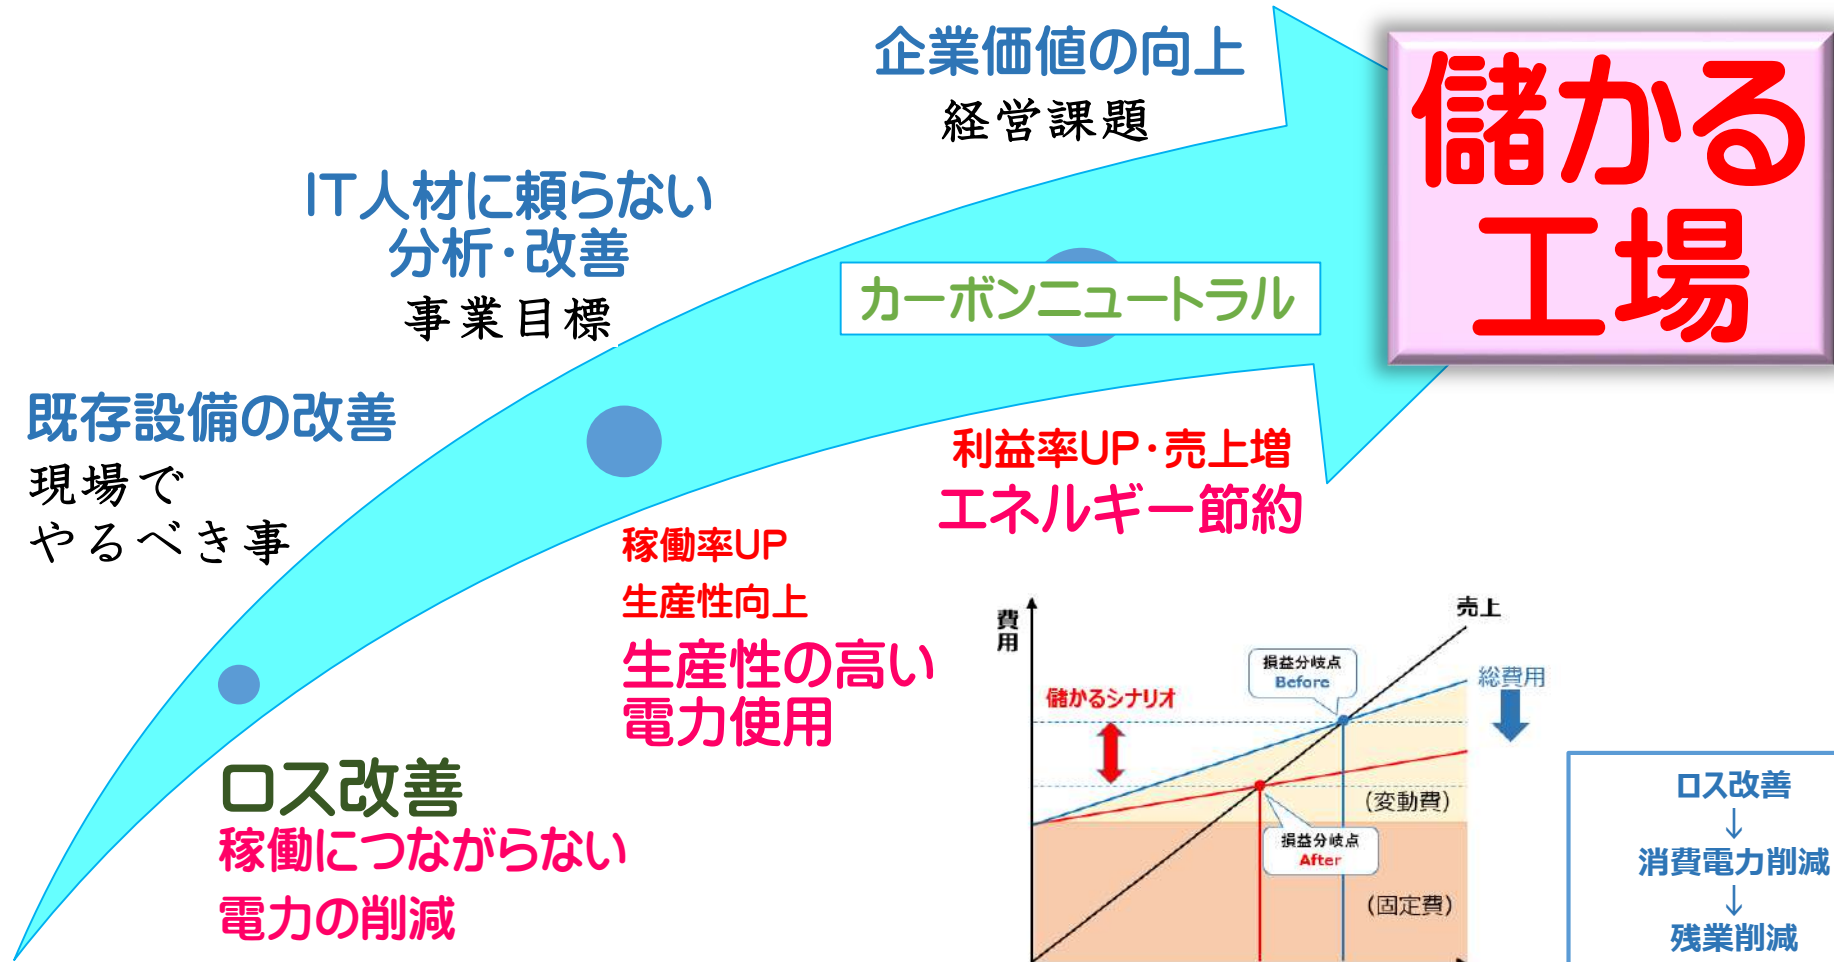 企業価値の向上
経営課題
儲かる
工場
IT人材に頼らない
分析・改善
事業目標
カーボンニュートラル
既存設備の改善
現場で
やるべき事
利益率UP・売上増
エネルギー節約
稼働率UP
生産性向上
生産性の高い
電力使用
ロス改善
稼働につながらない
電力の削減
費用
売上
損益分岐点
Before
総費用
儲かるシナリオ
(変動費)
損益分岐点
After
(固定費)
ロス改善
↓
消費電力削減
↓
残業削減